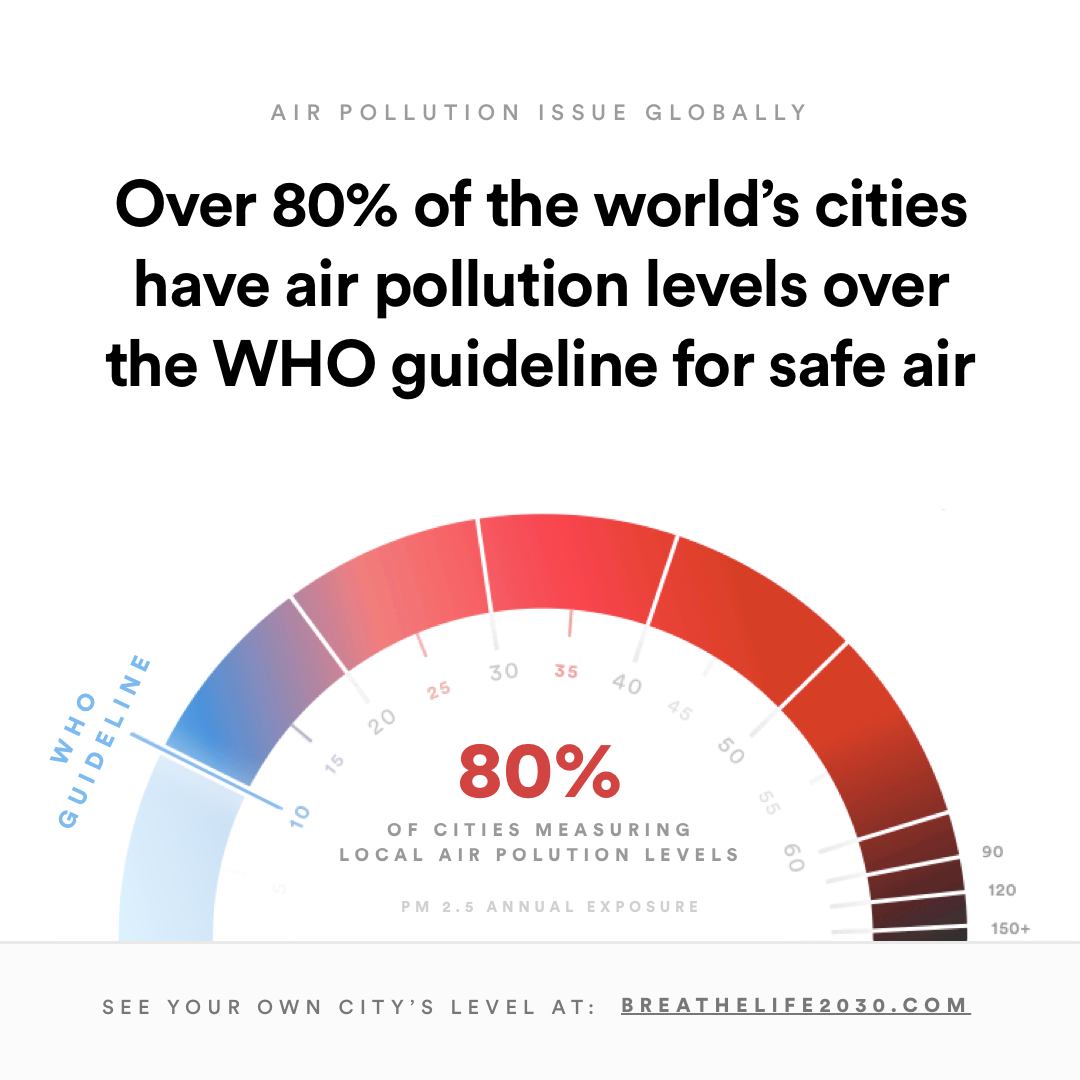 AIR POLLUTION ISSUE GLOBALLY
Over 80% of the world’s cities
have air pollution levels over
the WHO guideline for safe air
WHO
GUIDELINE
5
10
15
20
25
30
35
40
45
50
55
60
90
120
150+
80%
OF CITIES MEASURING
LOCAL AIR POLUTION LEVELS
PM 2.5 ANNUAL EXPOSURE
SEE YOUR OWN CITY’S LEVEL AT: BREATHELIFE2030.COM